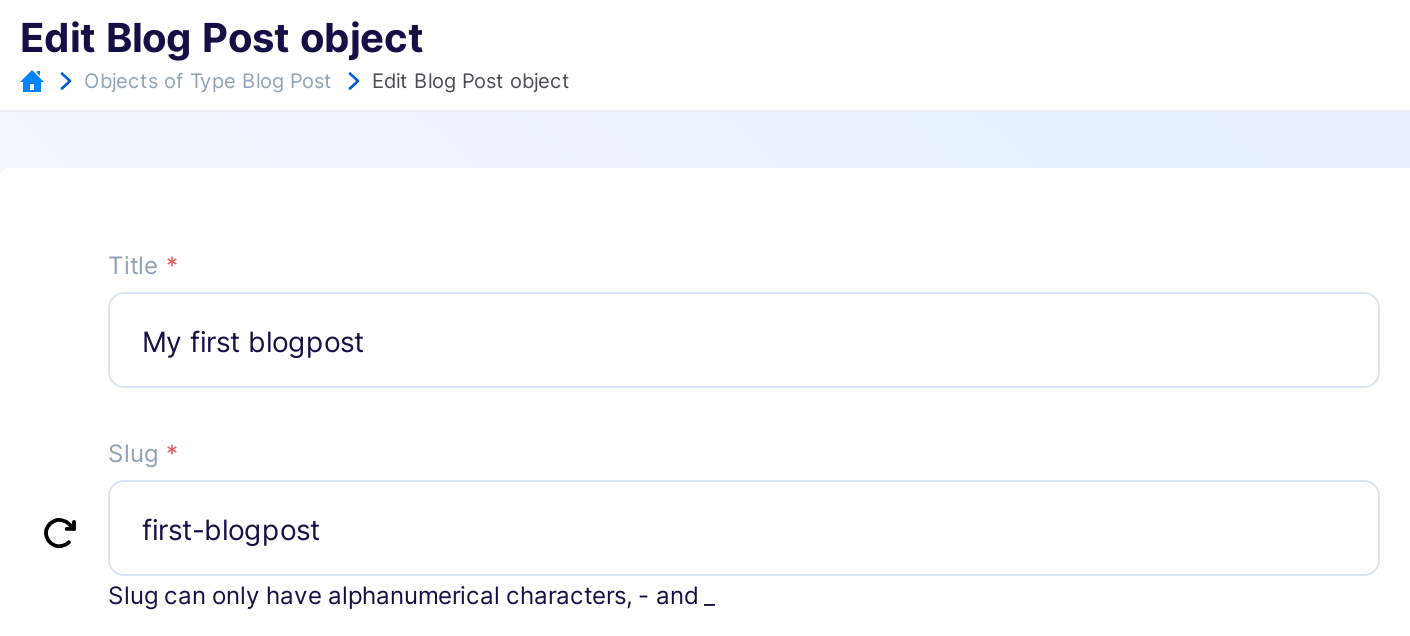 Edit Blog Post object
Objects of Type Blog Post Edit Blog Post object
Title *
My first blogpost
Slug *
first-blogpost
Slug can only have alphanumerical characters, - and _